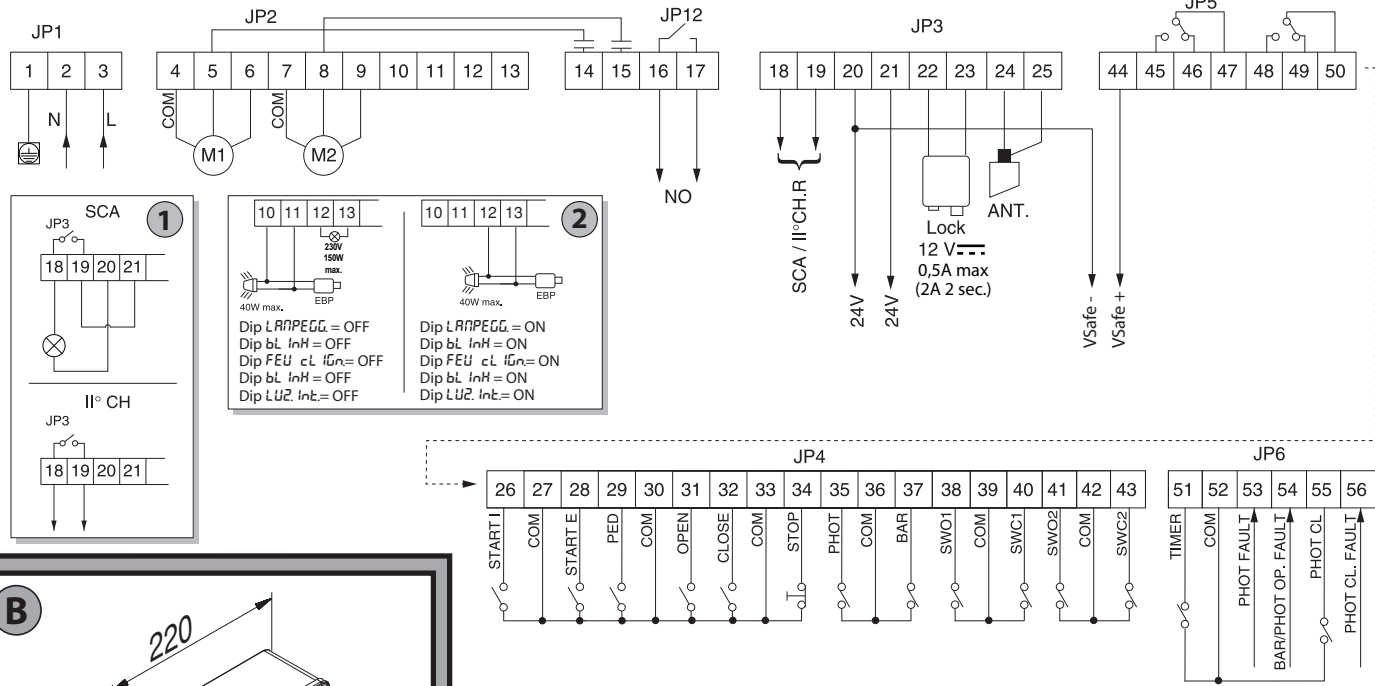 JP1
1 2 3
N L
JP2
4 5 6 7 8 9 10 11 12 13
COM COM
M1 M2
JP12
14 15 16 17
NO
JP3
18 19 20 21 22 23 24 25
SCA / II°CH.R
24V
24V
Lock
12 V
0,5A max
(2A 2 sec.)
ANT.
VSafe -
VSafe +
JP5
44 45 46 47 48 49 50
SCA 1
JP3
18 19 20 21
II° CH
JP3
18 19 20 21
2
10 11 12 13
230V
150W
max.
40W max.
EBP
Dip LAMPEGG. = OFF
Dip bL InH = OFF
Dip FEU cL IGn.= OFF
Dip bL InH = OFF
Dip LUZ. Int.= OFF
10 11 12 13
40W max.
EBP
Dip LAMPEGG. = ON
Dip bL InH = ON
Dip FEU cL IGn.= ON
Dip bL InH = ON
Dip LUZ. Int.= ON
JP4
26 27 28 29 30 31 32 33 34 35 36 37 38 39 40 41 42 43
START I
COM
START E
PED
COM
OPEN
CLOSE
COM
STOP
PHOT
COM
BAR
SWO1
COM
SWC1
SWO2
COM
SWC2
JP6
51 52 53 54 55 56
TIMER
COM
PHOT FAULT
BAR/PHOT OP. FAULT
PHOT CL
PHOT CL. FAULT
B
220